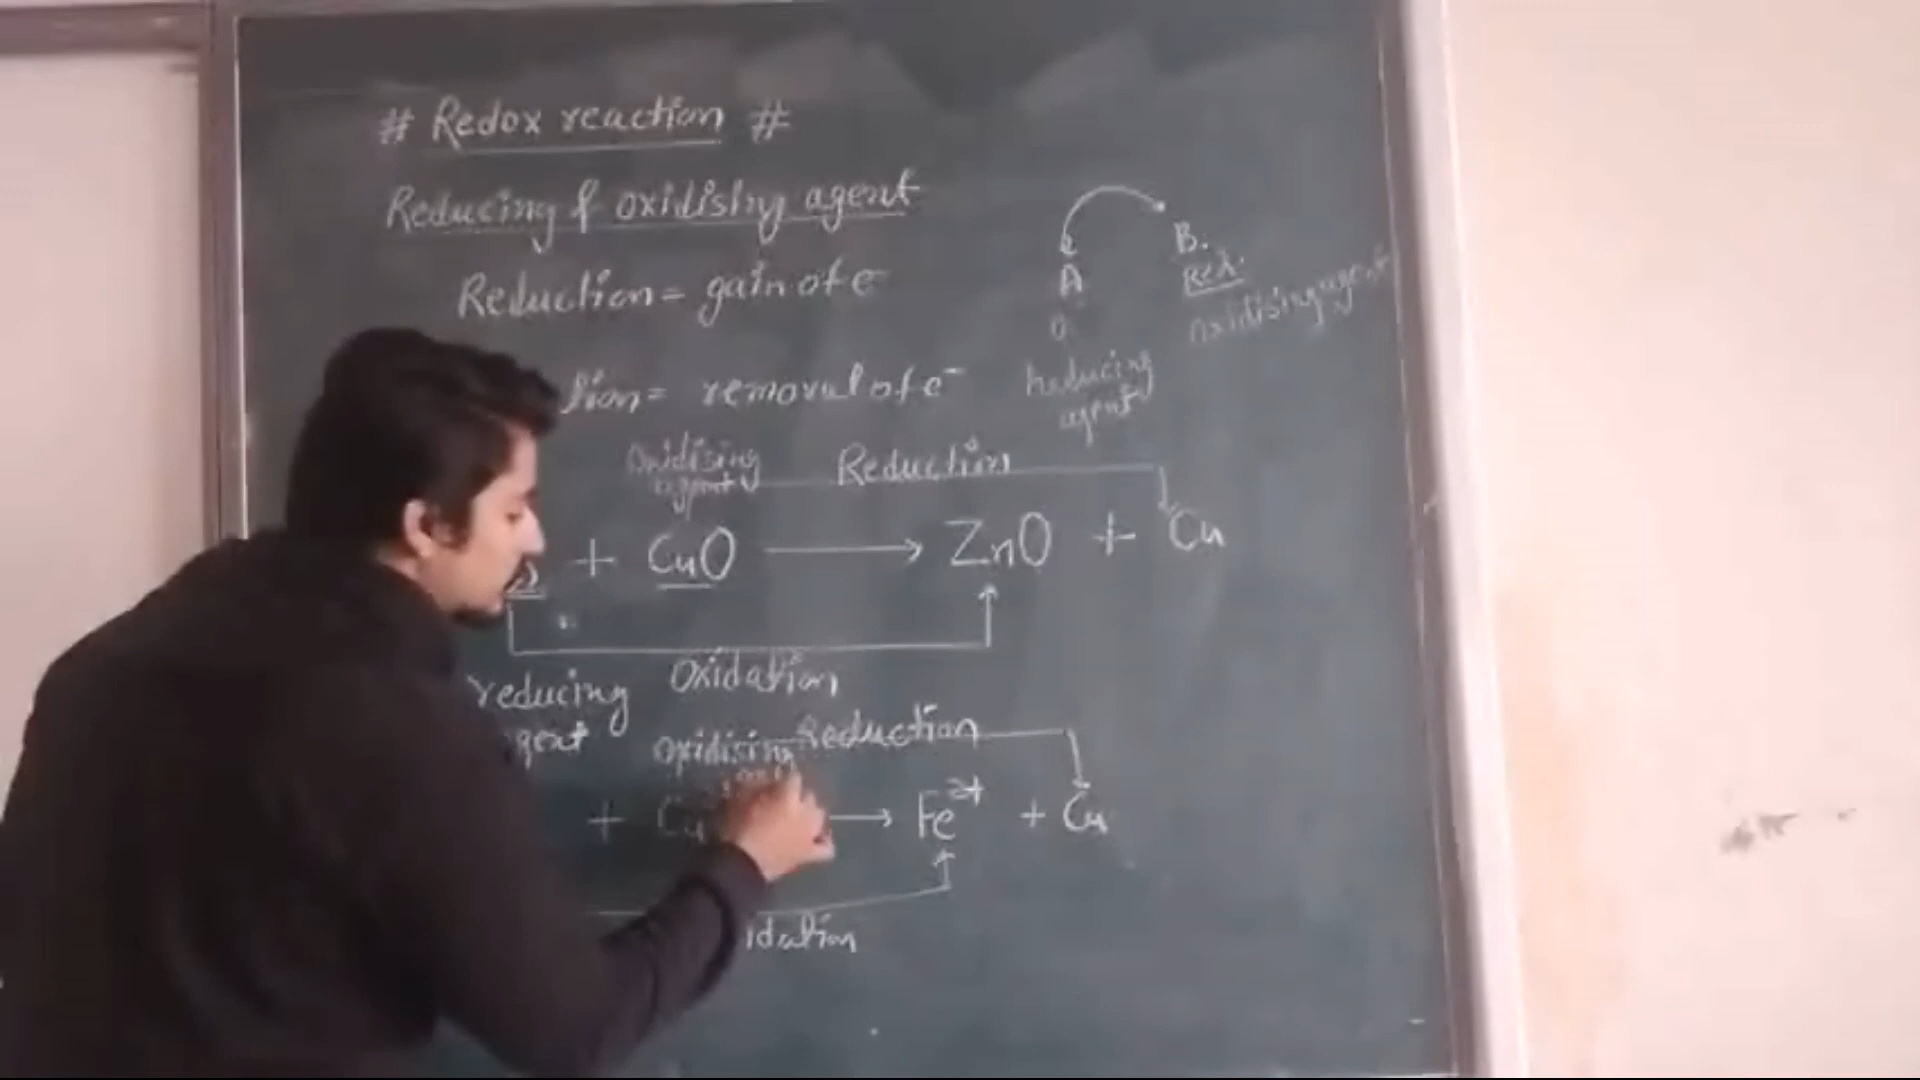 # Redox reaction #
Reducing & oxidising agent
Reduction = gain of e⁻
tion = removal of e⁻
e
A
O
reducing
agent
B.
Red.
oxidising agent
Oxidising
agent
Reduction
+ CuO → ZnO + Cu
Oxidation
reducing
gent
oxidising
Reduction
+ Cu → Fe²⁺ + Cu
idation